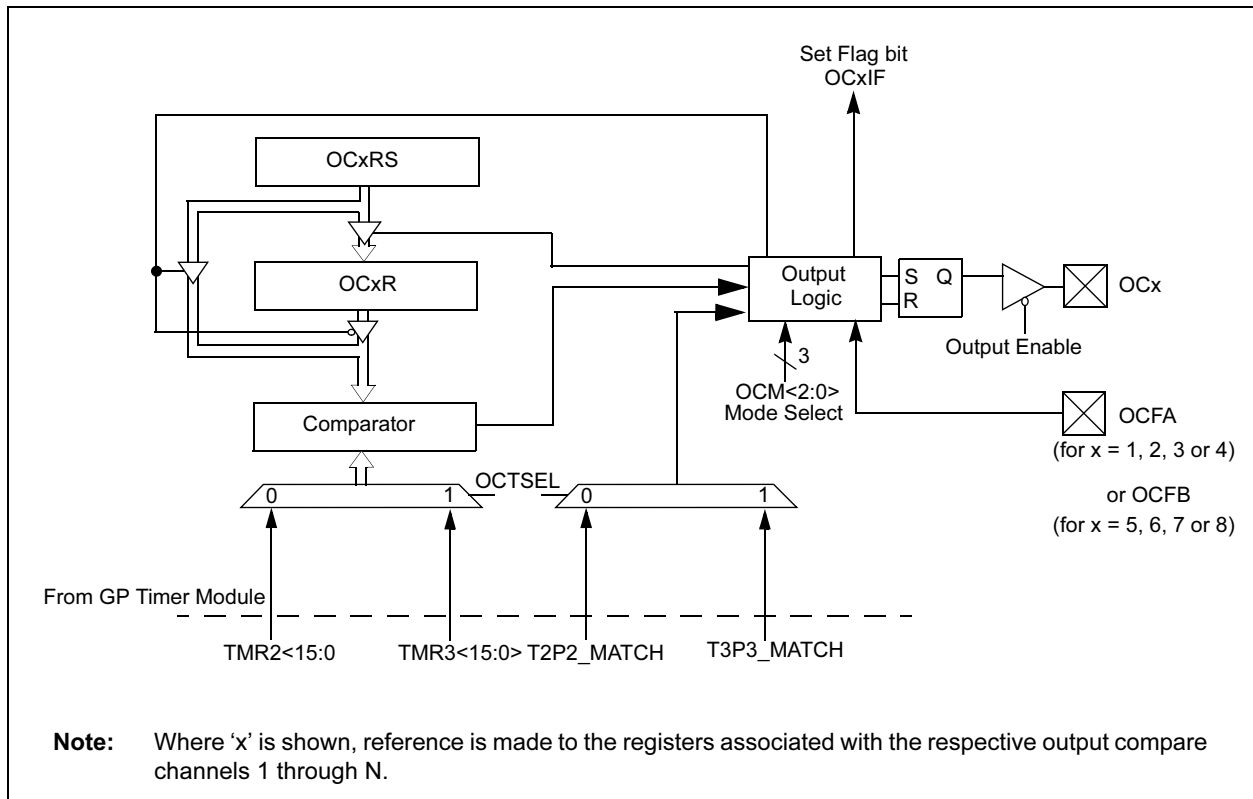 Set Flag bit
OCxIF
OCxRS
OCxR
Output
Logic
S Q
R
OCx
Output Enable
3
OCM<2:0>
Mode Select
Comparator
OCFA
(for x = 1, 2, 3 or 4)
or OCFB
(for x = 5, 6, 7 or 8)
OCTSEL
0 1
0 1
From GP Timer Module
TMR2<15:0
TMR3<15:0>
T2P2_MATCH
T3P3_MATCH
Note: Where ‘x’ is shown, reference is made to the registers associated with the respective output compare
channels 1 through N.